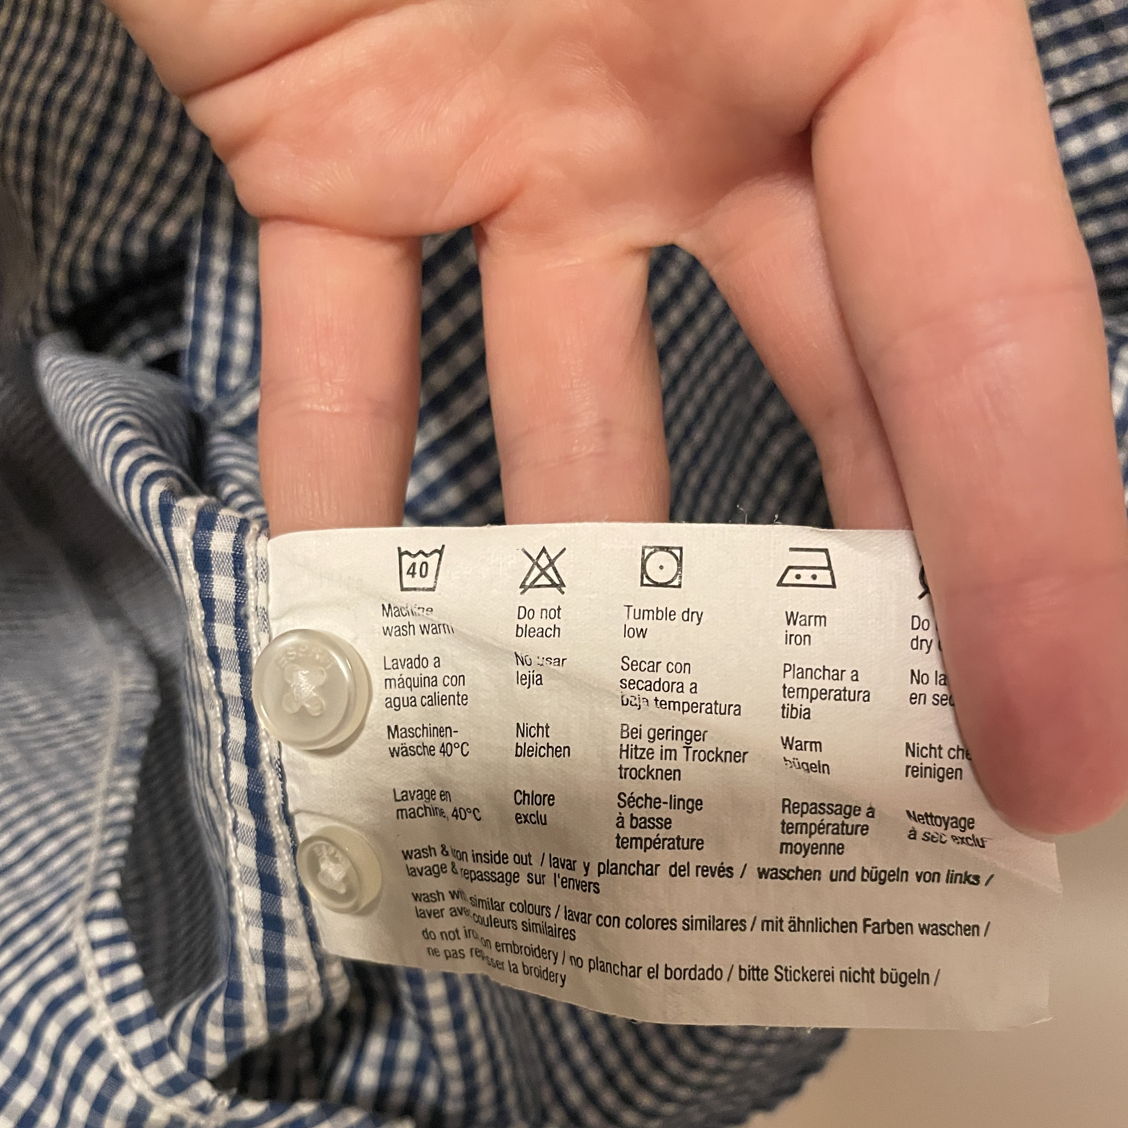 40
Machine
wash warm
Lavado a
máquina con
agua caliente
Maschinen-
wäsche 40°C
Lavage en
machine, 40°C
Do not
bleach
No usar
lejía
Nicht
bleichen
Chlore
exclu
Tumble dry
low
Secar con
secadora a
baja temperatura
Bei geringer
Hitze im Trockner
trocknen
Séche-linge
à basse
température
Warm
iron
Planchar a
temperatura
tibia
Warm
bügeln
Repassage à
température
moyenne
Do
dry
No
en
Nicht
reinigen
Nettoyage
à sec exclu
wash & iron inside out / lavar y planchar del revés / waschen und bügeln von links /
lavage & repassage sur l'envers
wash with similar colours / lavar con colores similares / mit ähnlichen Farben waschen /
laver avec couleurs similaires
do not iron on embroidery / no planchar el bordado / bitte Stickerei nicht bügeln /
ne pas repasser la broidery